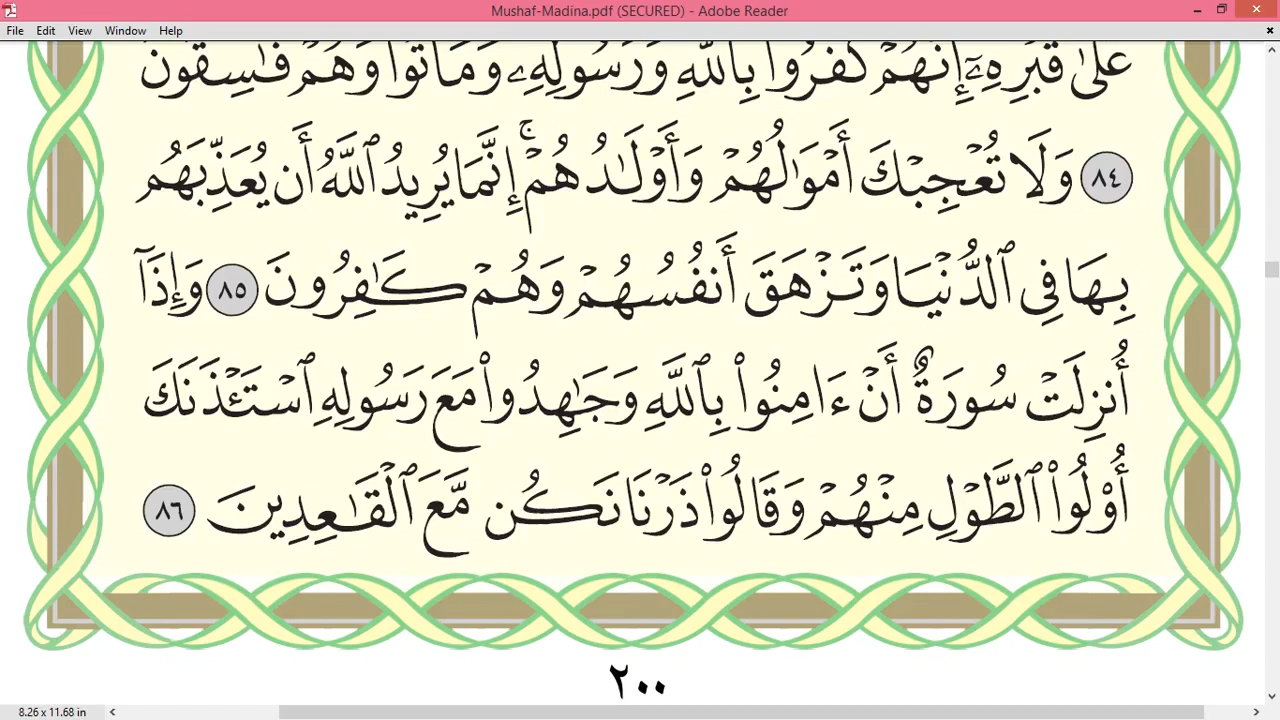 Mushaf-Madina.pdf (SECURED) - Adobe Reader
File Edit View Window Help
عَلَىٰ قَبْرِهِۦٓ إِنَّهُمْ كَفَرُوا۟ بِٱللَّهِ وَرَسُولِهِۦ وَمَاتُوا۟ وَهُمْ فَـٰسِقُونَ
٨٤ وَلَا تُعْجِبْكَ أَمْوَٰلُهُمْ وَأَوْلَـٰدُهُمْ ۚ إِنَّمَا يُرِيدُ ٱللَّهُ أَن يُعَذِّبَهُم
بِهَا فِى ٱلدُّنْيَا وَتَزْهَقَ أَنفُسُهُمْ وَهُمْ كَـٰفِرُونَ ٨٥ وَإِذَآ
أُنزِلَتْ سُورَةٌ أَنْ ءَامِنُوا۟ بِٱللَّهِ وَجَـٰهِدُوا۟ مَعَ رَسُولِهِ ٱسْتَـْٔذَنَكَ
أُو۟لُوا۟ ٱلطَّوْلِ مِنْهُمْ وَقَالُوا۟ ذَرْنَا نَكُن مَّعَ ٱلْقَـٰعِدِينَ ٨٦
٢٠٠
8.26 x 11.68 in